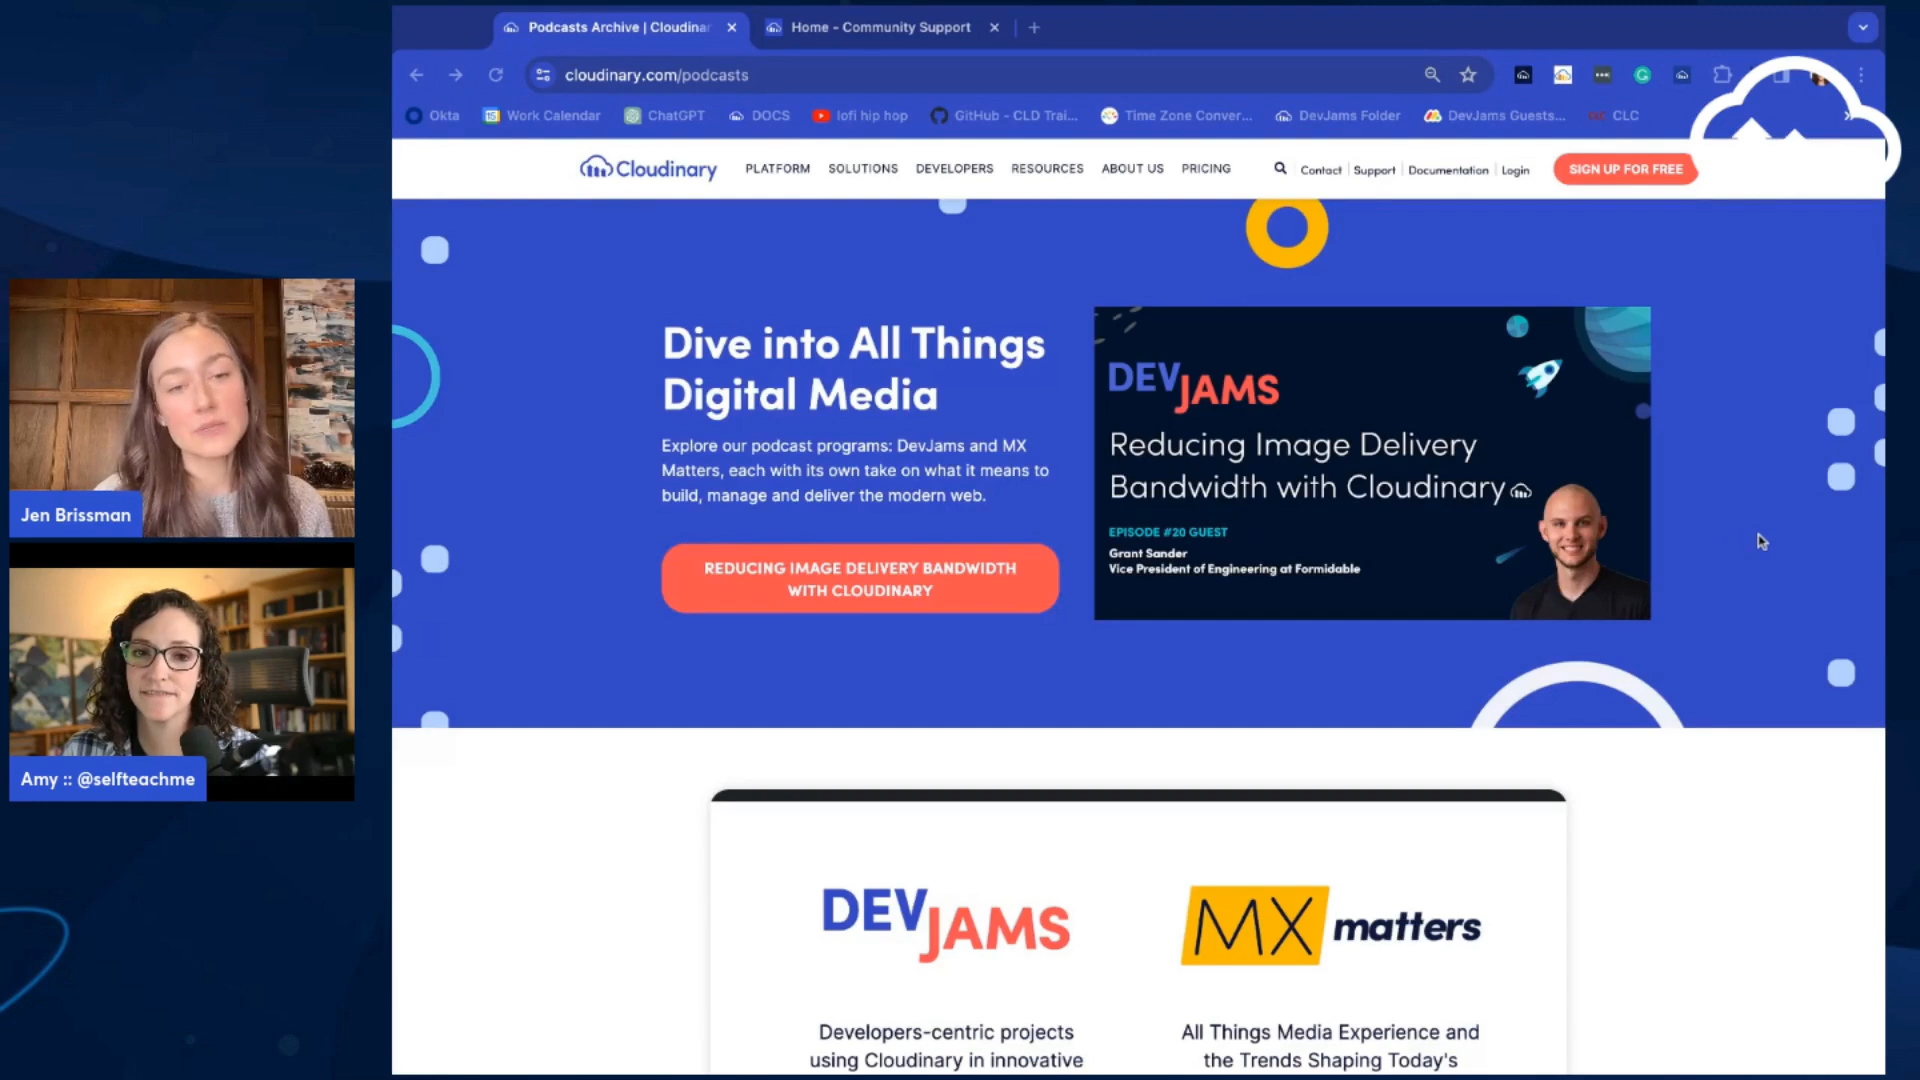 Podcasts Archive | Cloudinar
Home - Community Support
cloudinary.com/podcasts
Okta
Work Calendar
ChatGPT
DOCS
lofi hip hop
GitHub - CLD Trai...
Time Zone Conver...
DevJams Folder
DevJams Guests...
CLC
Cloudinary
PLATFORM
SOLUTIONS
DEVELOPERS
RESOURCES
ABOUT US
PRICING
Contact
Support
Documentation
Login
SIGN UP FOR FREE
Dive into All Things
Digital Media
Explore our podcast programs: DevJams and MX
Matters, each with its own take on what it means to
build, manage and deliver the modern web.
REDUCING IMAGE DELIVERY BANDWIDTH
WITH CLOUDINARY
DEVJAMS
Reducing Image Delivery
Bandwidth with Cloudinary
EPISODE #20 GUEST
Grant Sander
Vice President of Engineering at Formidable
Jen Brissman
Amy :: @selfteachme
DEVJAMS
Developers-centric projects
using Cloudinary in innovative
MX matters
All Things Media Experience and
the Trends Shaping Today's